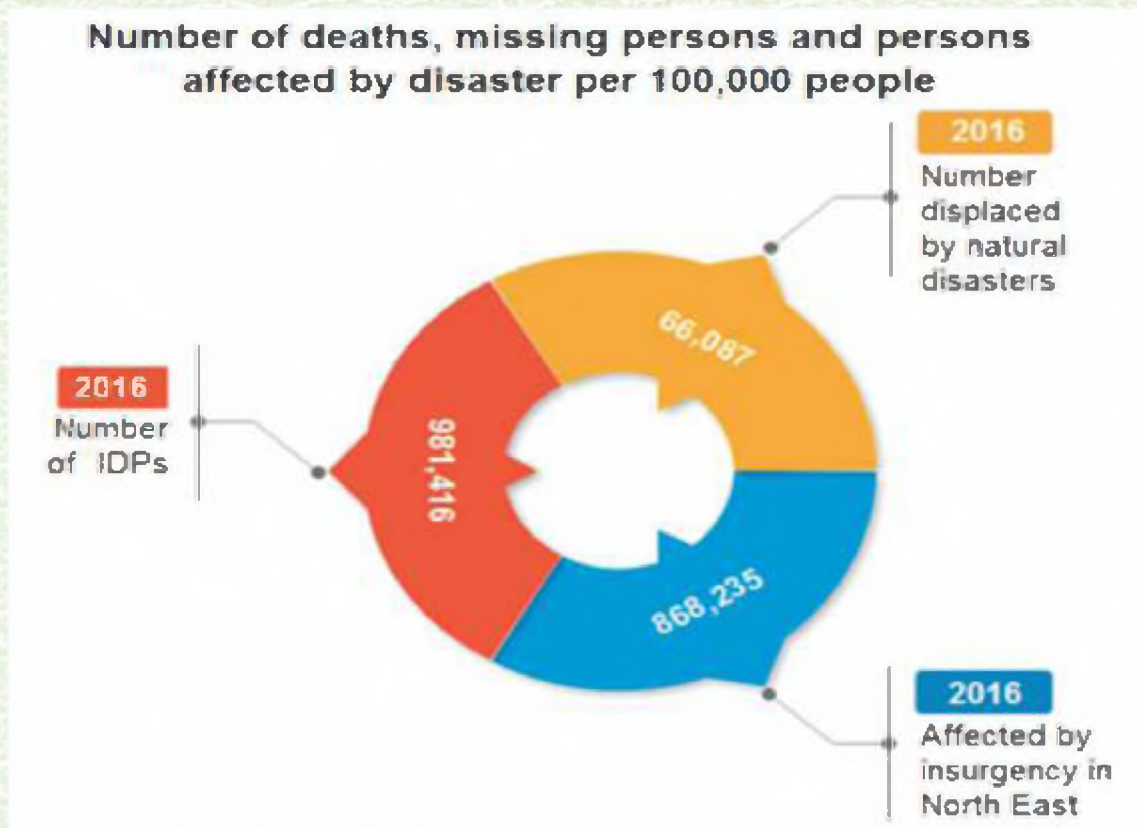 Number of deaths, missing persons and persons
affected by disaster per 100,000 people
2016
Number
displaced
by natural
disasters
66,087
2016
Number
of IDPs
981,416
868,235
2016
Affected by
insurgency in
North East